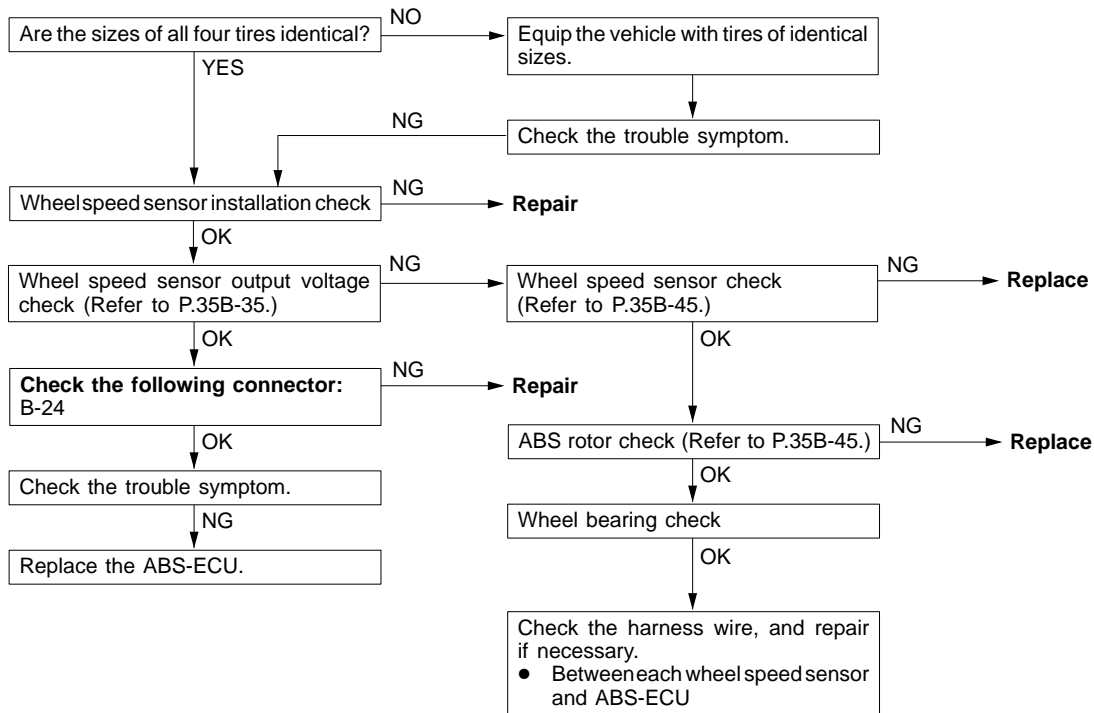 Are the sizes of all four tires identical?
NO
Equip the vehicle with tires of identical
sizes.
YES
NG
Check the trouble symptom.
Wheel speed sensor installation check
NG
Repair
OK
Wheel speed sensor output voltage
check (Refer to P.35B-35.)
NG
Wheel speed sensor check
(Refer to P.35B-45.)
NG
Replace
OK
OK
Check the following connector:
B-24
NG
Repair
OK
ABS rotor check (Refer to P.35B-45.)
NG
Replace
Check the trouble symptom.
OK
NG
Wheel bearing check
Replace the ABS-ECU.
OK
Check the harness wire, and repair
if necessary.
● Between each wheel speed sensor
and ABS-ECU